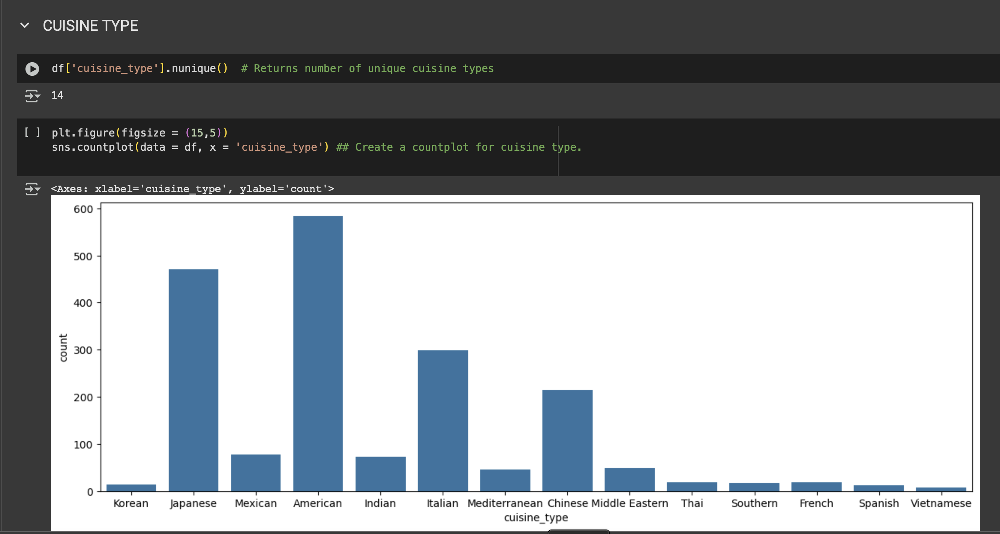 CUISINE TYPE
df['cuisine_type'].nunique()  # Returns number of unique cuisine types
14
[ ] plt.figure(figsize = (15,5))
sns.countplot(data = df, x = 'cuisine_type') ## Create a countplot for cuisine type.
<Axes: xlabel='cuisine_type', ylabel='count'>
600
500
400
300
200
100
0
count
Korean Japanese Mexican American Indian Italian Mediterranean Chinese Middle Eastern Thai Southern French Spanish Vietnamese
cuisine_type